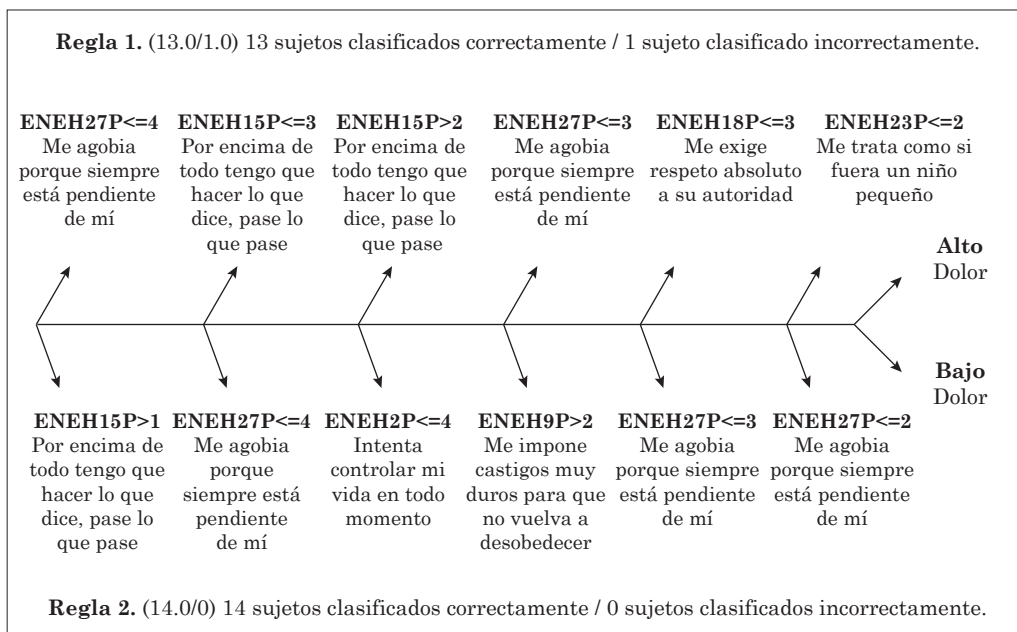 Regla 1. (13.0/1.0) 13 sujetos clasificados correctamente / 1 sujeto clasificado incorrectamente.
ENEH27P<=4
Me agobia
porque siempre
está pendiente
de mí
ENEH15P<=3
Por encima de
todo tengo que
hacer lo que
dice, pase lo
que pase
ENEH15P>2
Por encima de
todo tengo que
hacer lo que
dice, pase lo
que pase
ENEH27P<=3
Me agobia
porque siempre
está pendiente
de mí
ENEH18P<=3
Me exige
respeto absoluto
a su autoridad
ENEH23P<=2
Me trata como si
fuera un niño
pequeño
Alto
Dolor
Bajo
Dolor
ENEH15P>1
Por encima de
todo tengo que
hacer lo que
dice, pase lo
que pase
ENEH27P<=4
Me agobia
porque
siempre está
pendiente
de mí
ENEH2P<=4
Intenta
controlar mi
vida en todo
momento
ENEH9P>2
Me impone
castigos muy
duros para que
no vuelva a
desobedecer
ENEH27P<=3
Me agobia
porque siempre
está pendiente
de mí
ENEH27P<=2
Me agobia
porque siempre
está pendiente
de mí
Regla 2. (14.0/0) 14 sujetos clasificados correctamente / 0 sujetos clasificados incorrectamente.